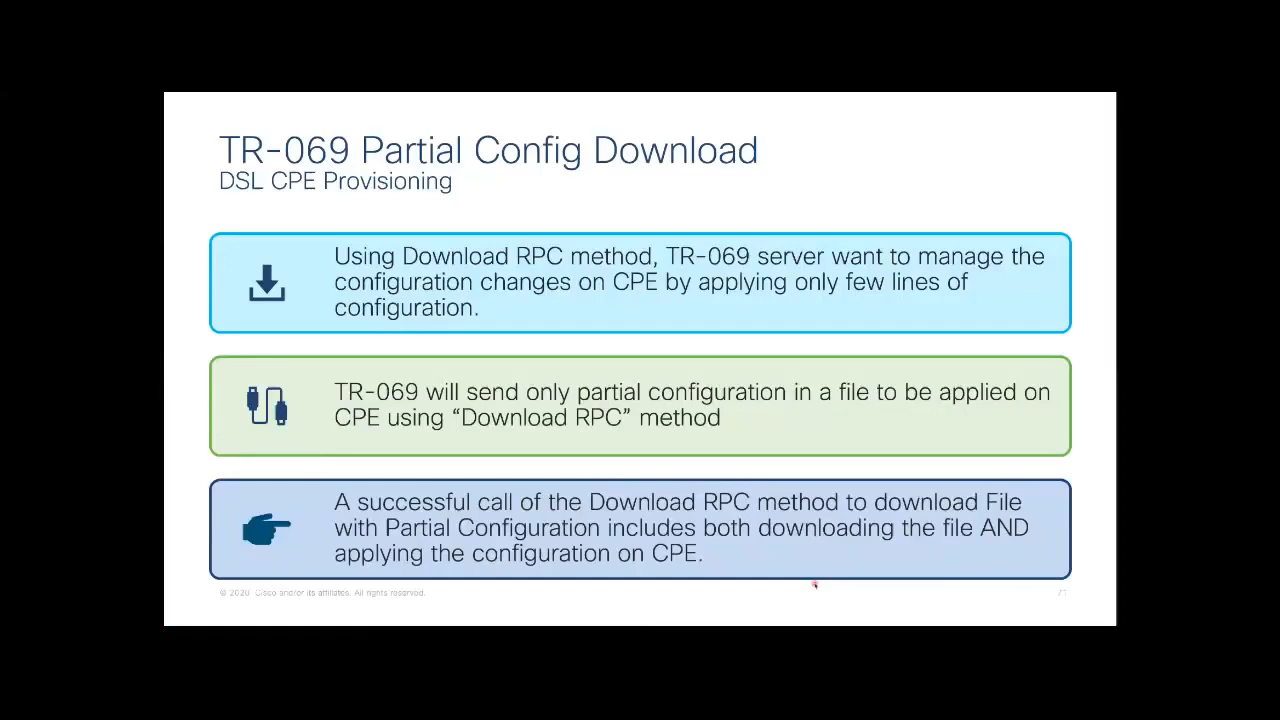 TR-069 Partial Config Download
DSL CPE Provisioning
Using Download RPC method, TR-069 server want to manage the
configuration changes on CPE by applying only few lines of
configuration.
TR-069 will send only partial configuration in a file to be applied on
CPE using “Download RPC” method
A successful call of the Download RPC method to download File
with Partial Configuration includes both downloading the file AND
applying the configuration on CPE.
© 2020 Cisco and/or its affiliates. All rights reserved.
71